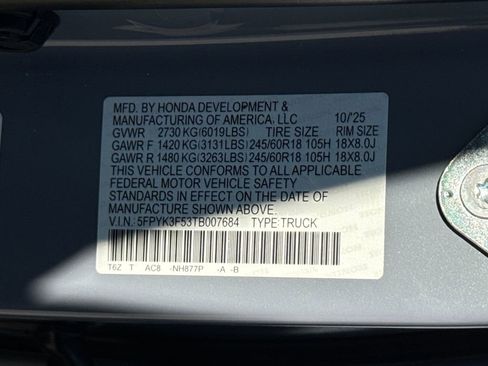 MFD. BY HONDA DEVELOPMENT &
MANUFACTURING OF AMERICA, LLC 10/'25
GVWR 2730 KG(6019LBS) TIRE SIZE RIM SIZE
GAWR F 1420 KG(3131LBS) 245/60R18 105H 18X8.0J
GAWR R 1480 KG(3263LBS) 245/60R18 105H 18X8.0J
THIS VEHICLE CONFORMS TO ALL APPLICABLE
FEDERAL MOTOR VEHICLE SAFETY
STANDARDS IN EFFECT ON THE DATE OF
MANUFACTURE SHOWN ABOVE.
V.I.N.: 5FPYK3F53TB007684 TYPE:TRUCK
T6Z T AC8 -NH877P -A -B